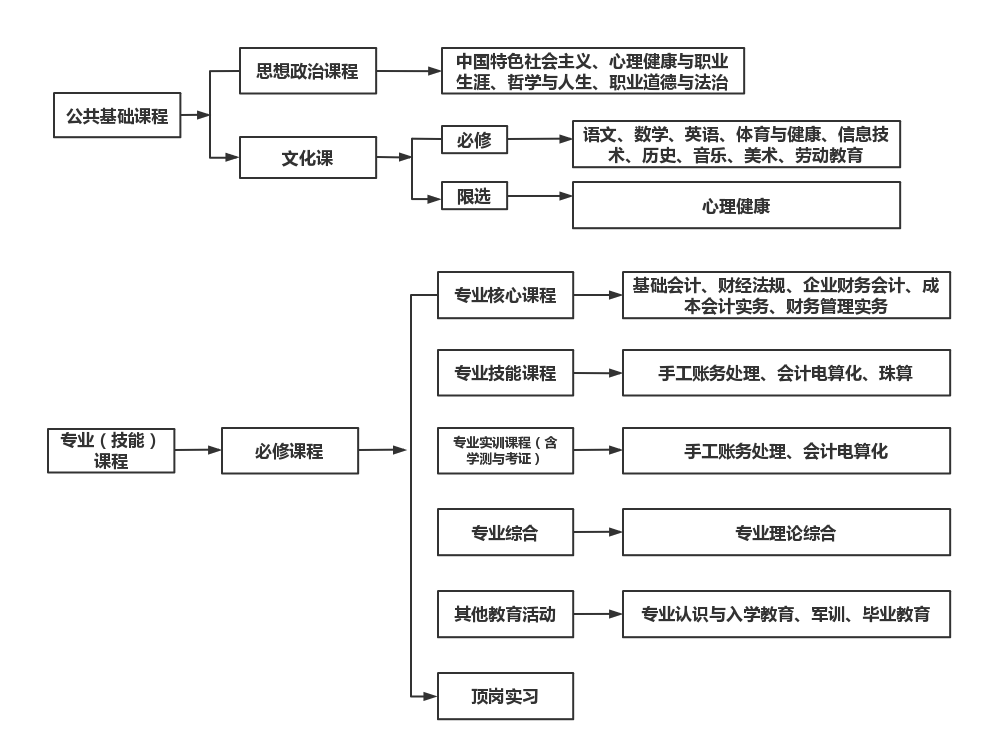 公共基础课程
思想政治课程
中国特色社会主义、心理健康与职业
生涯、哲学与人生、职业道德与法治
文化课
必修
语文、数学、英语、体育与健康、信息技
术、历史、音乐、美术、劳动教育
限选
心理健康
专业（技能）
课程
必修课程
专业核心课程
基础会计、财经法规、企业财务会计、成
本会计实务、财务管理实务
专业技能课程
手工账务处理、会计电算化、珠算
专业实训课程（含
学测与考证）
手工账务处理、会计电算化
专业综合
专业理论综合
其他教育活动
专业认识与入学教育、军训、毕业教育
顶岗实习